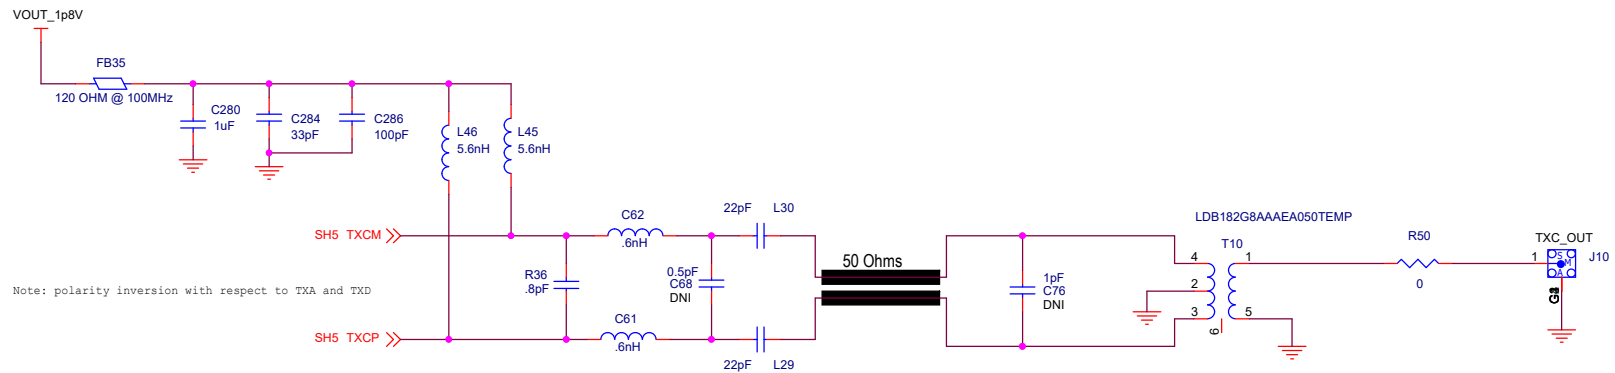 VOUT_1p8V
FB35
120 OHM @ 100MHz
C280
1uF
C284
33pF
C286
100pF
L46
5.6nH
L45
5.6nH
SH5 TXCM
C62
.6nH
22pF L30
R36
.8pF
0.5pF
C68
DNI
50 Ohms
1pF
C76
DNI
LDB182G8AAAEA050TEMP
T10
4
2
3
1
5
6
R50
0
TXC_OUT
1
S
M
A
J10
Note: polarity inversion with respect to TXA and TXD
SH5 TXCP
C61
.6nH
22pF L29